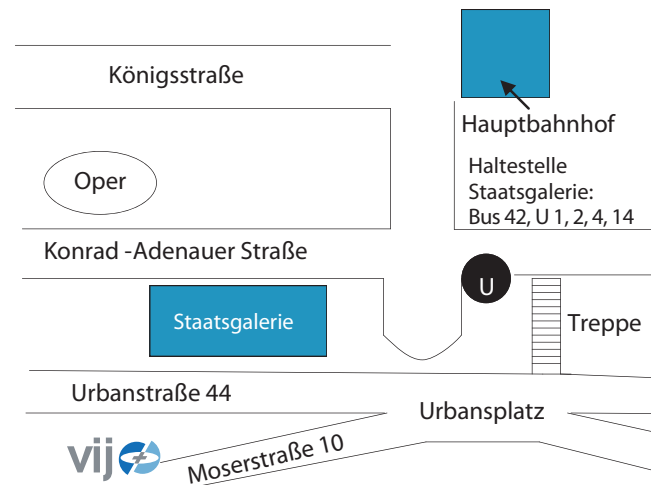 Königsstraße
Hauptbahnhof
Oper
Haltestelle
Staatsgalerie:
Bus 42, U 1, 2, 4, 14
Konrad -Adenauer Straße
U
Staatsgalerie
Treppe
Urbanstraße 44
Urbansplatz
vij
Moserstraße 10